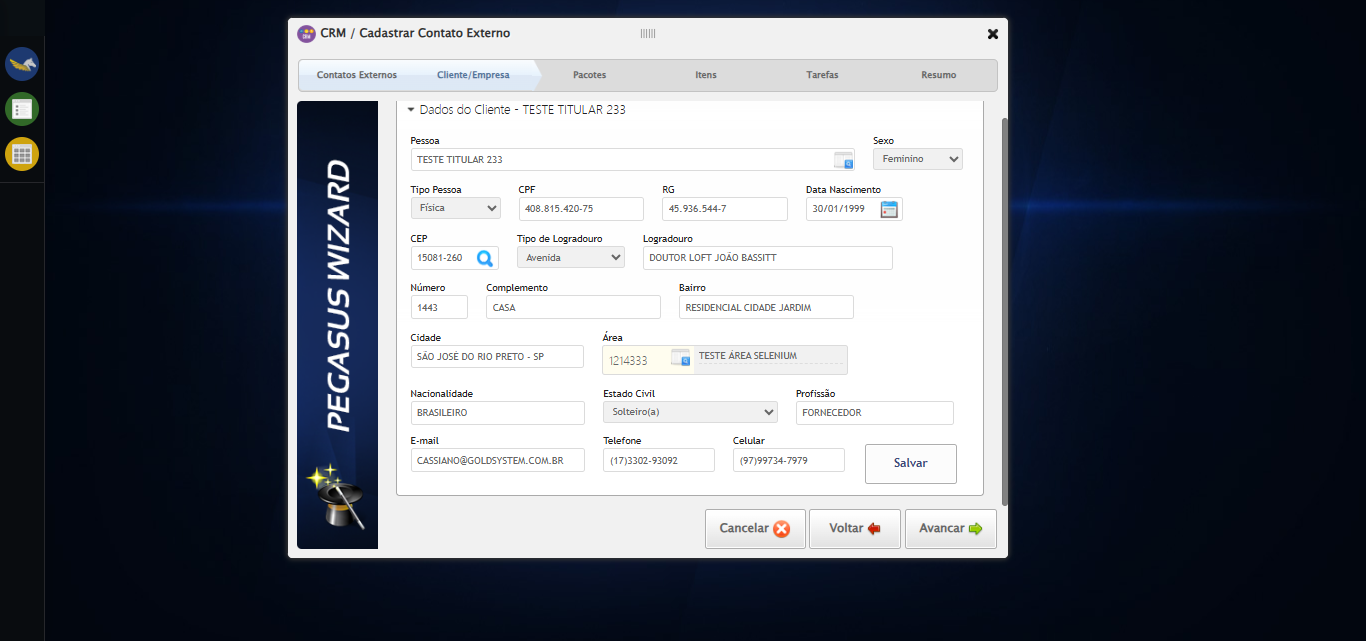 CRM / Cadastrar Contato Externo
Contatos Externos Cliente/Empresa Pacotes Itens Tarefas Resumo
PEGASUS WIZARD
Dados do Cliente - TESTE TITULAR 233
Pessoa Sexo
TESTE TITULAR 233 Feminino
Tipo Pessoa CPF RG Data Nascimento
Física 408.815.420-75 45.936.544-7 30/01/1999
CEP Tipo de Logradouro Logradouro
15081-260 Avenida DOUTOR LOFT JOÃO BASSITT
Número Complemento Bairro
1443 CASA RESIDENCIAL CIDADE JARDIM
Cidade Área
SÃO JOSÉ DO RIO PRETO - SP 1214333 TESTE ÁREA SELENIUM
Nacionalidade Estado Civil Profissão
BRASILEIRO Solteiro(a) FORNECEDOR
E-mail Telefone Celular
CASSIANO@GOLDSYSTEM.COM.BR (17)3302-93092 (97)99734-7979 Salvar
Cancelar Voltar Avancar